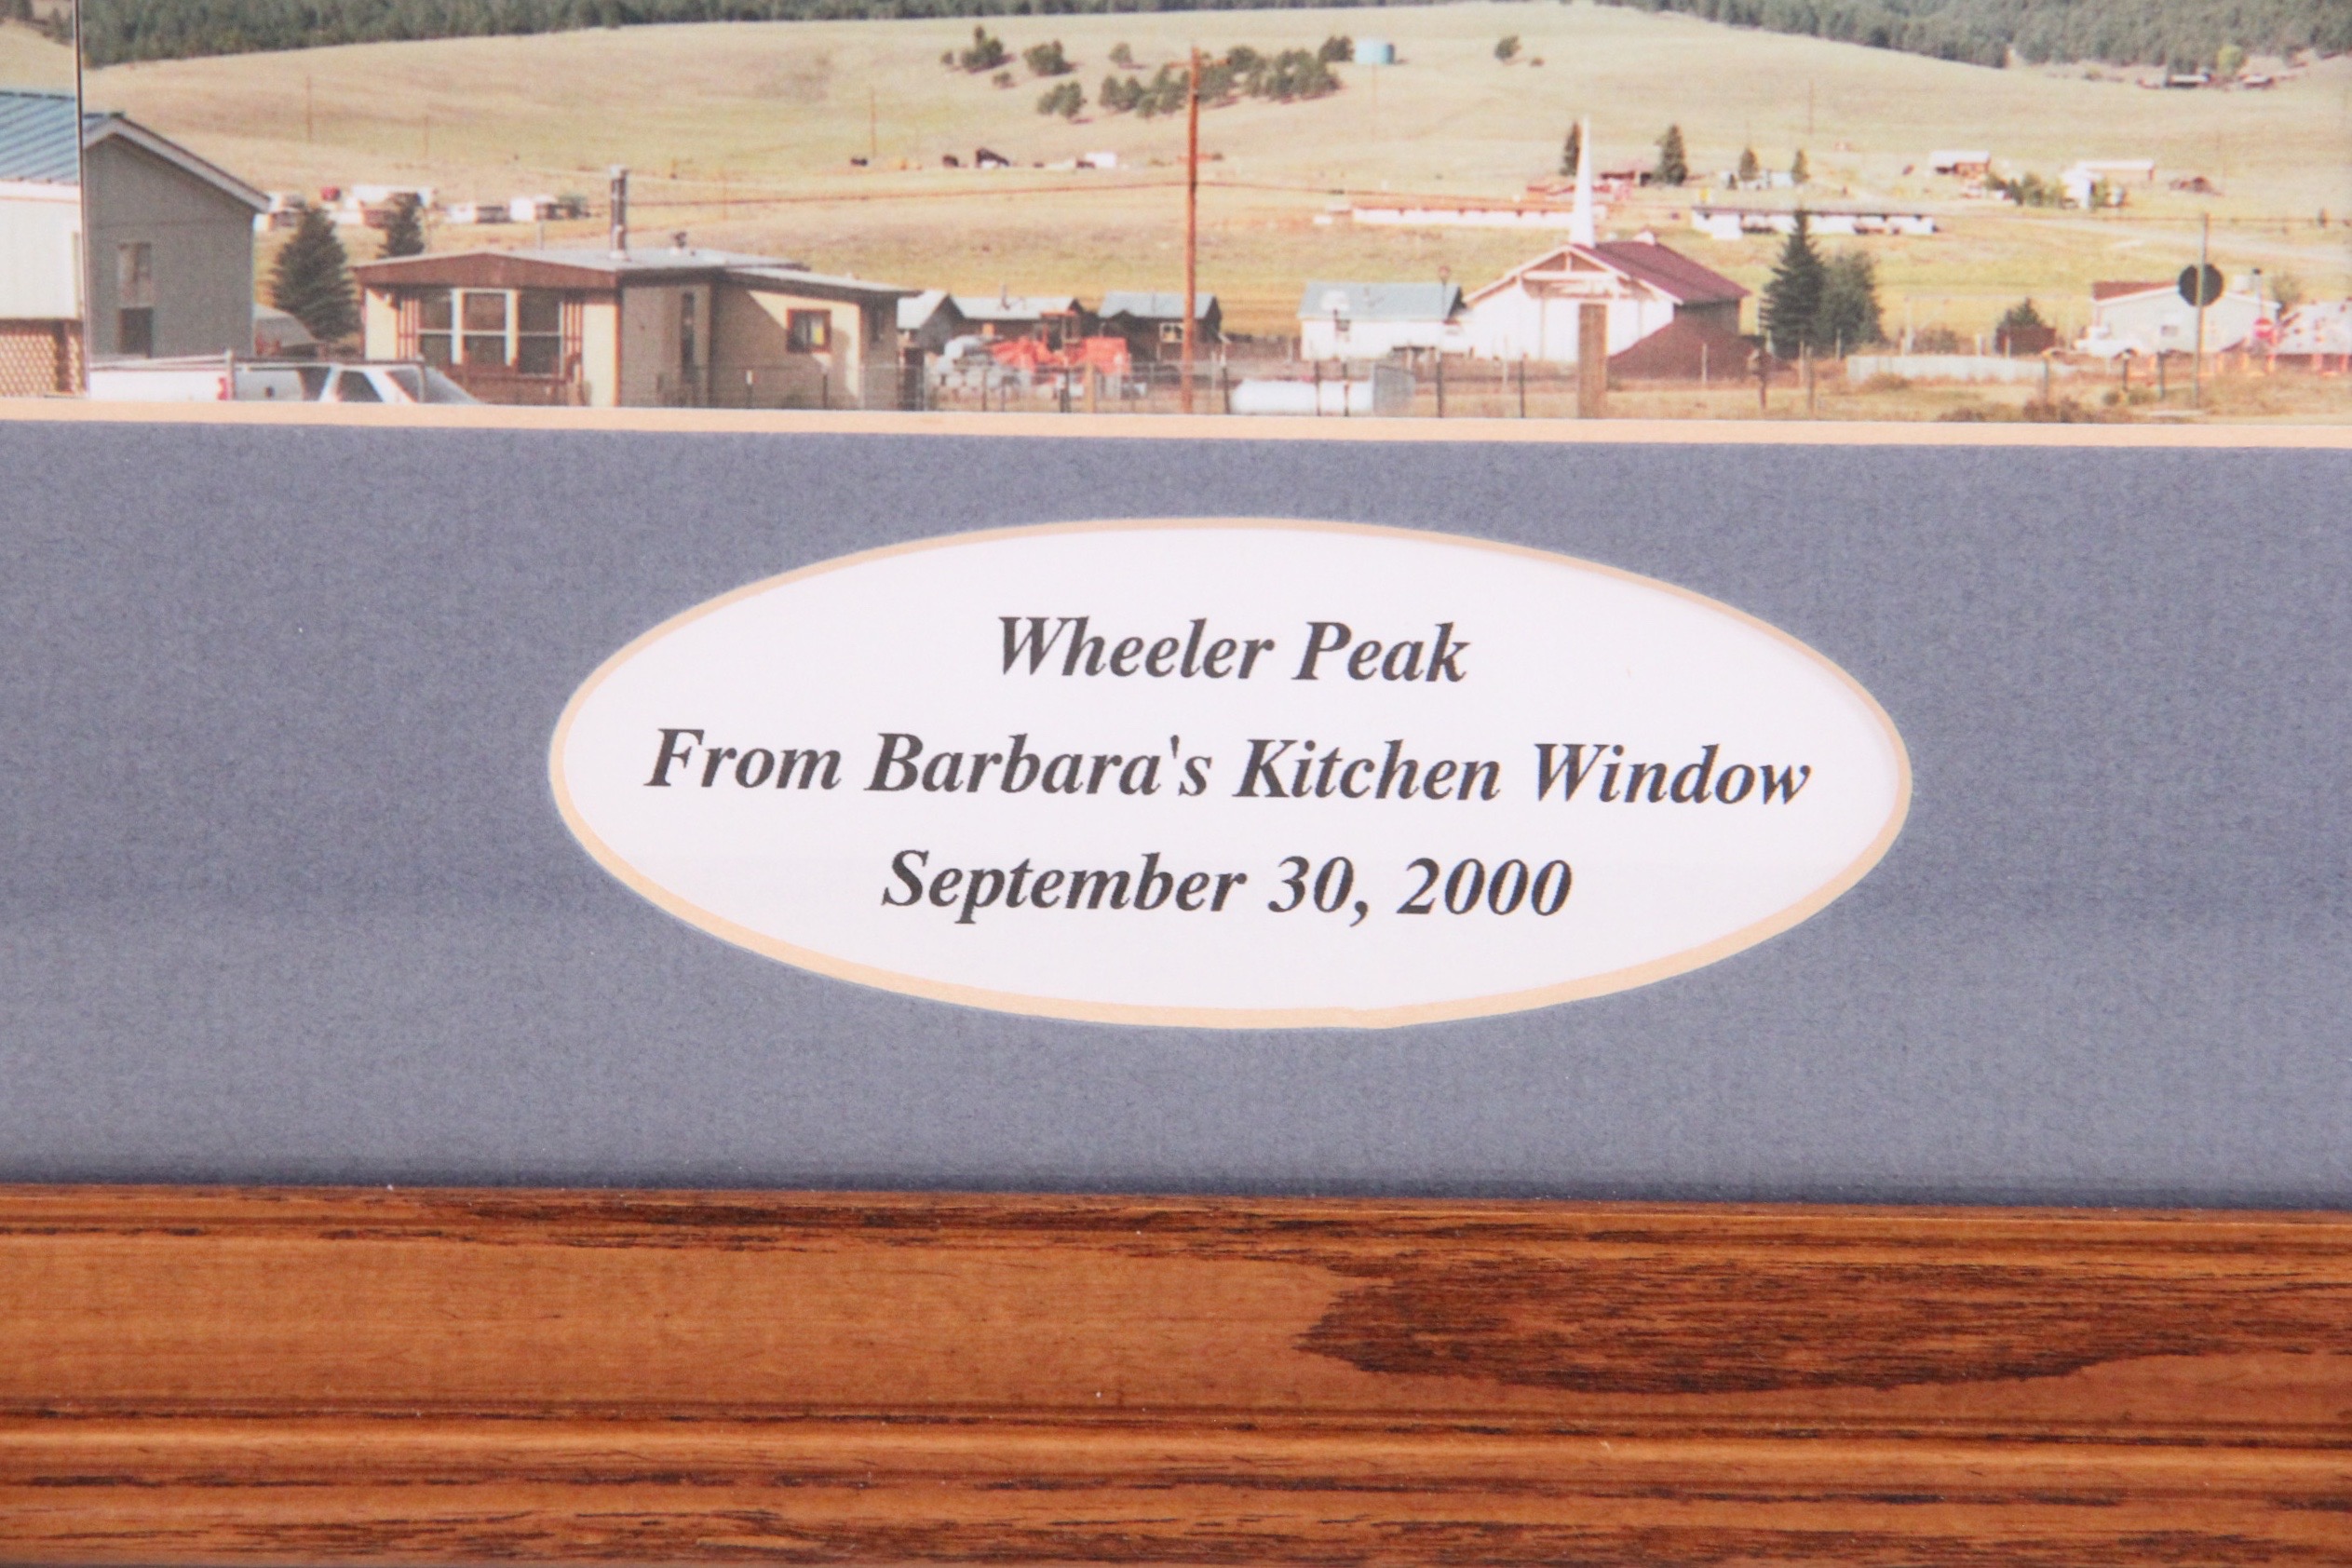 Wheeler Peak
From Barbara's Kitchen Window
September 30, 2000